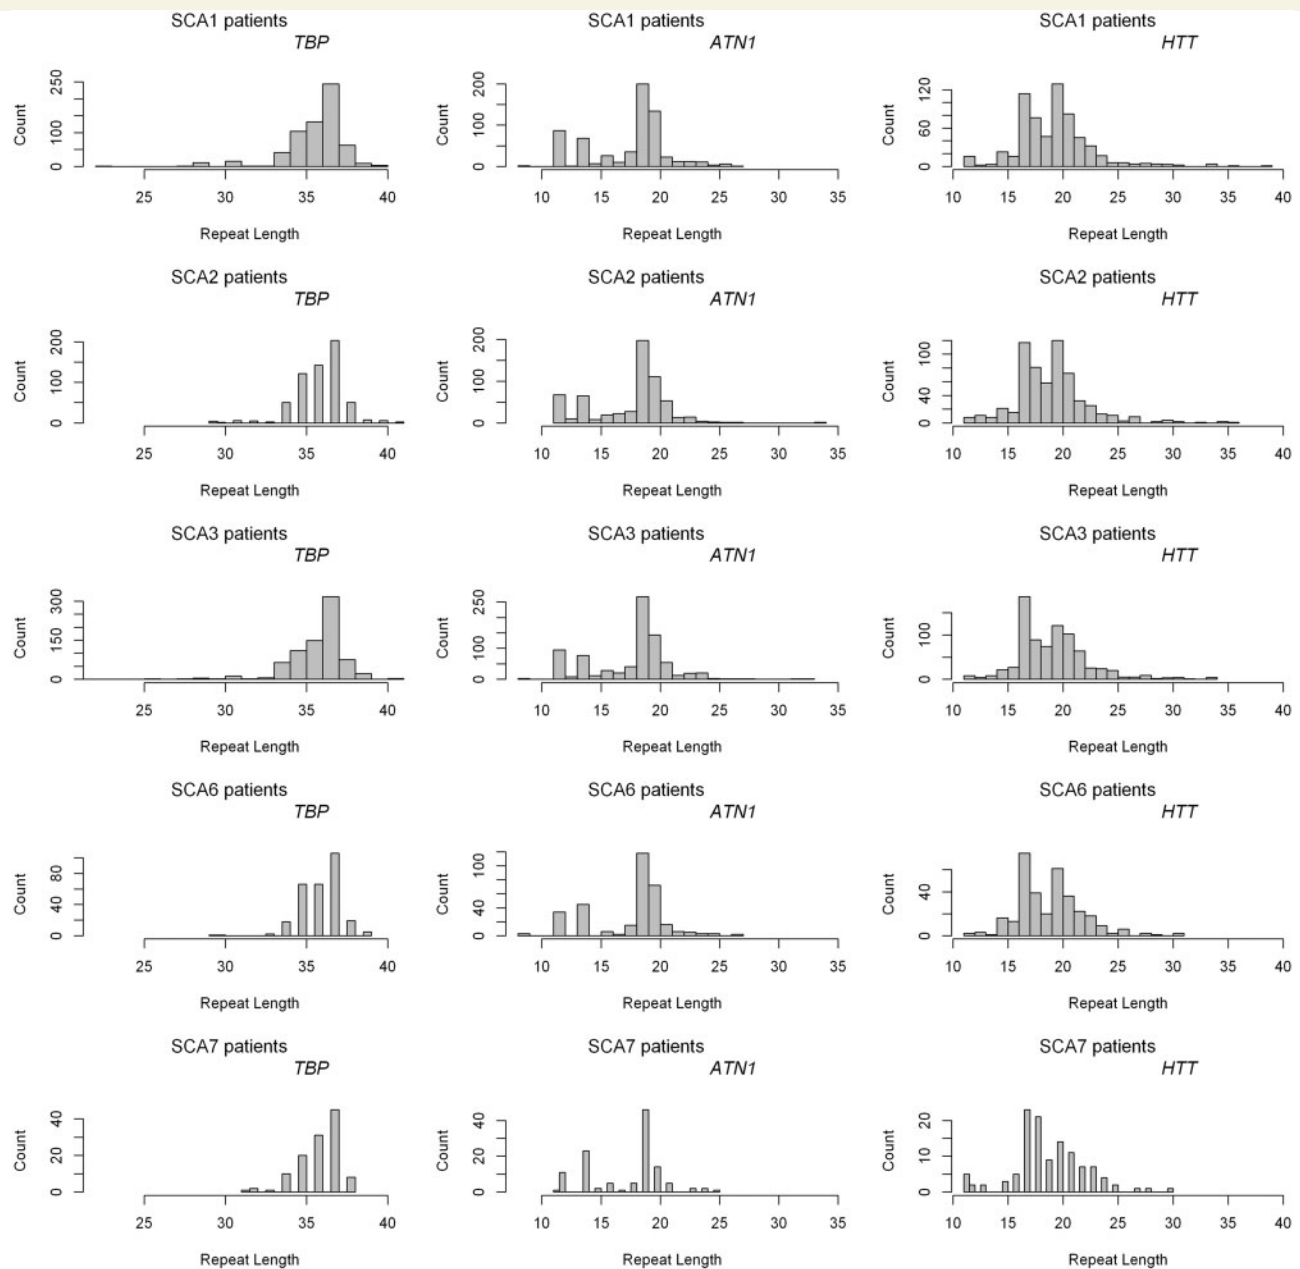 SCA1 patients
TBP
Count
0 100 250
25 30 35 40
Repeat Length
SCA1 patients
ATN1
Count
0 100 200
10 15 20 25 30 35
Repeat Length
SCA1 patients
HTT
Count
0 60 120
10 15 20 25 30 35 40
Repeat Length
SCA2 patients
TBP
Count
0 100 200
25 30 35 40
Repeat Length
SCA2 patients
ATN1
Count
0 100 200
10 15 20 25 30 35
Repeat Length
SCA2 patients
HTT
Count
0 40 100
10 15 20 25 30 35 40
Repeat Length
SCA3 patients
TBP
Count
0 150 300
25 30 35 40
Repeat Length
SCA3 patients
ATN1
Count
0 100 250
10 15 20 25 30 35
Repeat Length
SCA3 patients
HTT
Count
0 100
10 15 20 25 30 35 40
Repeat Length
SCA6 patients
TBP
Count
0 40 80
25 30 35 40
Repeat Length
SCA6 patients
ATN1
Count
0 40 100
10 15 20 25 30 35
Repeat Length
SCA6 patients
HTT
Count
0 40
10 15 20 25 30 35 40
Repeat Length
SCA7 patients
TBP
Count
0 20 40
25 30 35 40
Repeat Length
SCA7 patients
ATN1
Count
0 20 40
10 15 20 25 30 35
Repeat Length
SCA7 patients
HTT
Count
0 10 20
10 15 20 25 30 35 40
Repeat Length